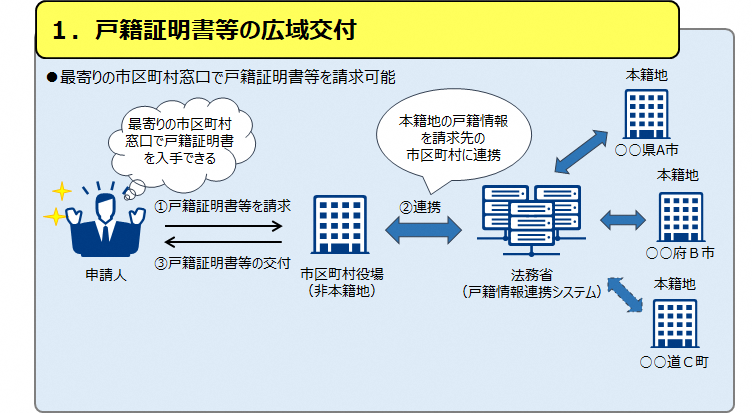 １．戸籍証明書等の広域交付
●最寄りの市区町村窓口で戸籍証明書等を請求可能
最寄りの市区町村
窓口で戸籍証明書
を入手できる
申請人
①戸籍証明書等を請求
③戸籍証明書等の交付
市区町村役場
（非本籍地）
②連携
本籍地の戸籍情報
を請求先の
市区町村に連携
法務省
（戸籍情報連携システム）
本籍地
○○県A市
本籍地
○○府Ｂ市
本籍地
○○道Ｃ町